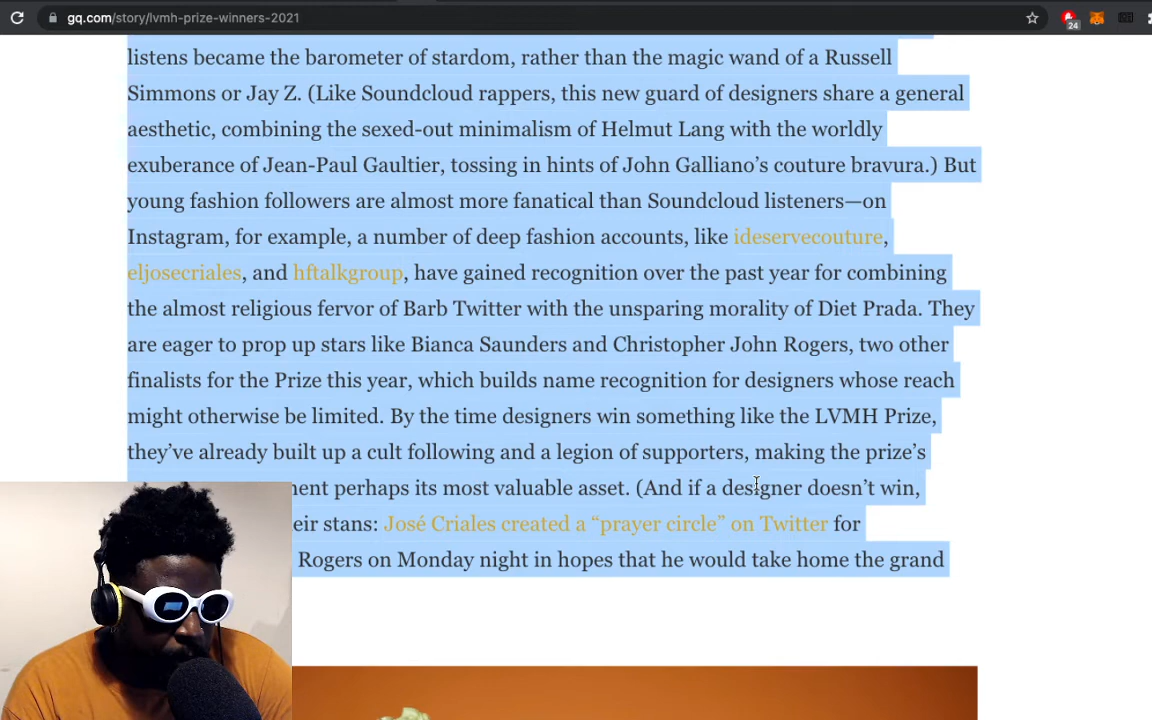 gq.com/story/lvmh-prize-winners-2021
24
listens became the barometer of stardom, rather than the magic wand of a Russell
Simmons or Jay Z. (Like Soundcloud rappers, this new guard of designers share a general
aesthetic, combining the sexed-out minimalism of Helmut Lang with the worldly
exuberance of Jean-Paul Gaultier, tossing in hints of John Galliano’s couture bravura.) But
young fashion followers are almost more fanatical than Soundcloud listeners—on
Instagram, for example, a number of deep fashion accounts, like ideservecouture,
eljosecriales, and hftalkgroup, have gained recognition over the past year for combining
the almost religious fervor of Barb Twitter with the unsparing morality of Diet Prada. They
are eager to prop up stars like Bianca Saunders and Christopher John Rogers, two other
finalists for the Prize this year, which builds name recognition for designers whose reach
might otherwise be limited. By the time designers win something like the LVMH Prize,
they’ve already built up a cult following and a legion of supporters, making the prize’s
perhaps its most valuable asset. (And if a designer doesn’t win,
stans: José Criales created a “prayer circle” on Twitter for
Rogers on Monday night in hopes that he would take home the grand